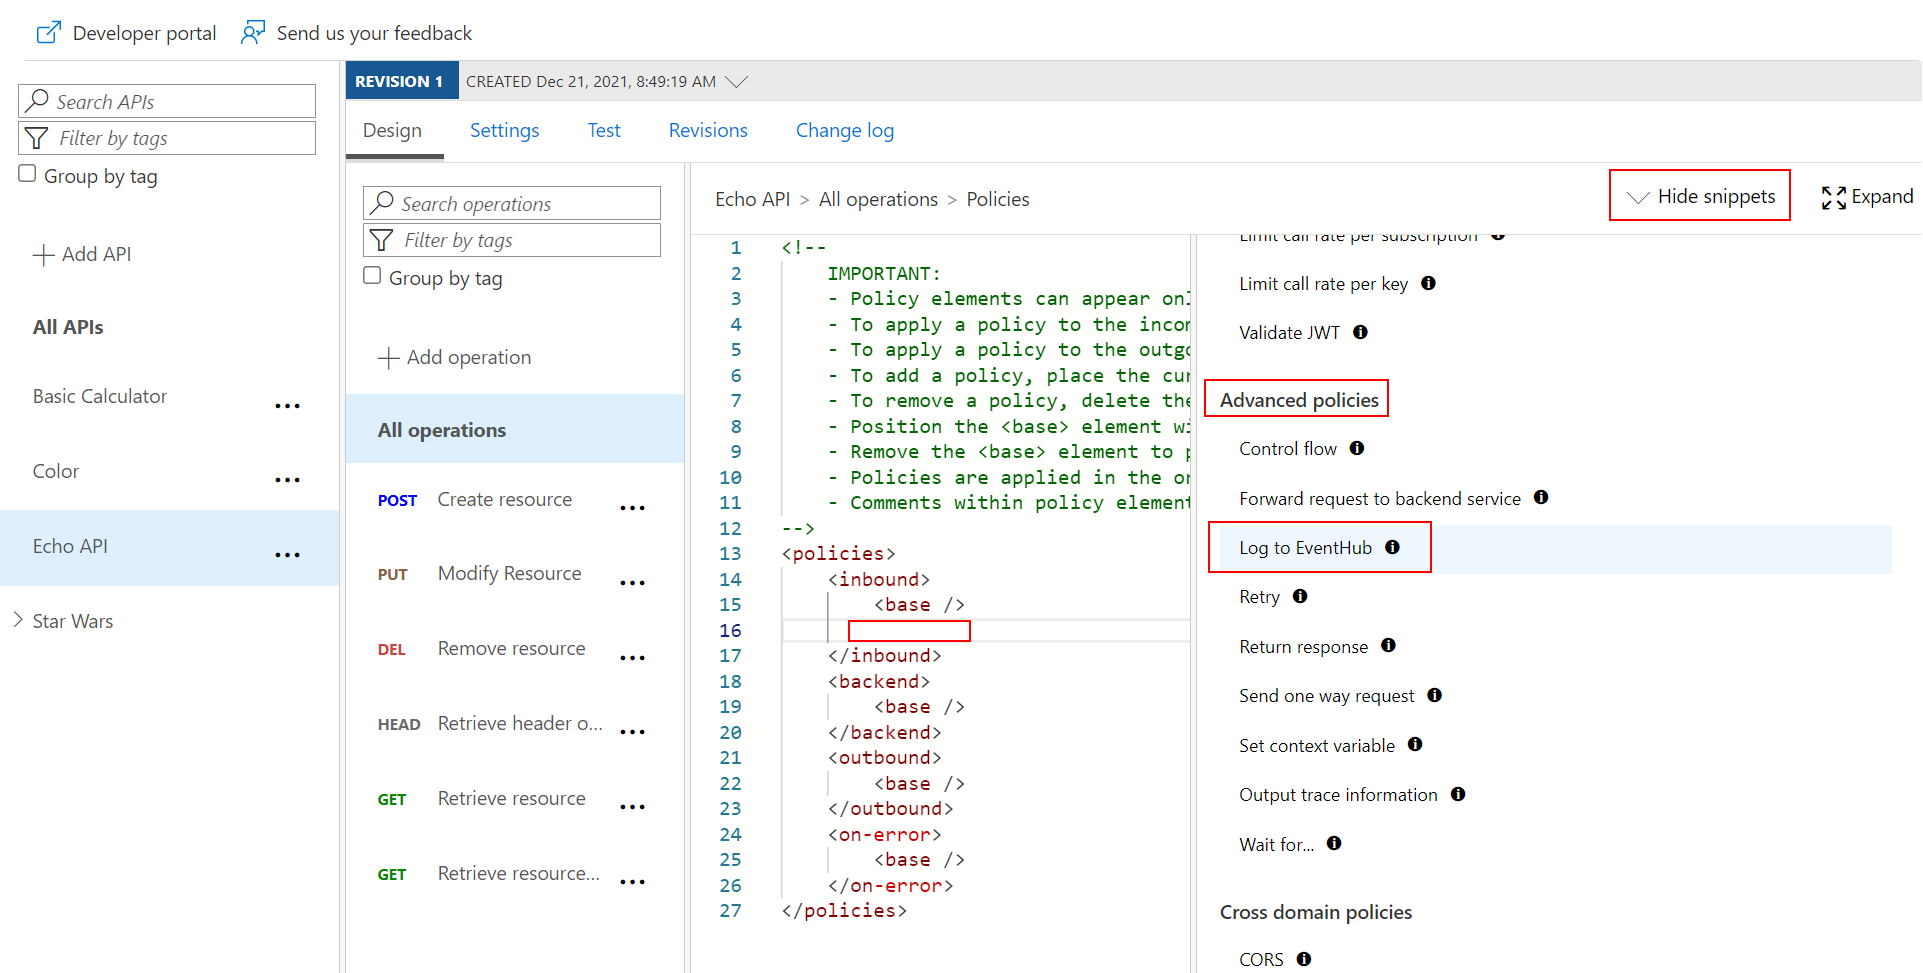 Developer portal
Send us your feedback
Search APIs
Filter by tags
Group by tag
Add API
All APIs
Basic Calculator
Color
Echo API
Star Wars
REVISION 1
CREATED Dec 21, 2021, 8:49:19 AM
Design Settings Test Revisions Change log
Search operations
Filter by tags
Group by tag
Add operation
All operations
POST Create resource
PUT Modify Resource
DEL Remove resource
HEAD Retrieve header o...
GET Retrieve resource
GET Retrieve resource...
Echo API > All operations > Policies
Hide snippets
Expand
1 <!--
2 IMPORTANT:
3 - Policy elements can appear onl
4 - To apply a policy to the incom
5 - To apply a policy to the outgo
6 - To add a policy, place the cur
7 - To remove a policy, delete the
8 - Position the <base> element wi
9 - Remove the <base> element to p
10 - Policies are applied in the or
11 - Comments within policy element
12 -->
13 <policies>
14 <inbound>
15 <base />
16
17 </inbound>
18 <backend>
19 <base />
20 </backend>
21 <outbound>
22 <base />
23 </outbound>
24 <on-error>
25 <base />
26 </on-error>
27 </policies>
Limit call rate per subscription
Limit call rate per key
Validate JWT
Advanced policies
Control flow
Forward request to backend service
Log to EventHub
Retry
Return response
Send one way request
Set context variable
Output trace information
Wait for...
Cross domain policies
CORS